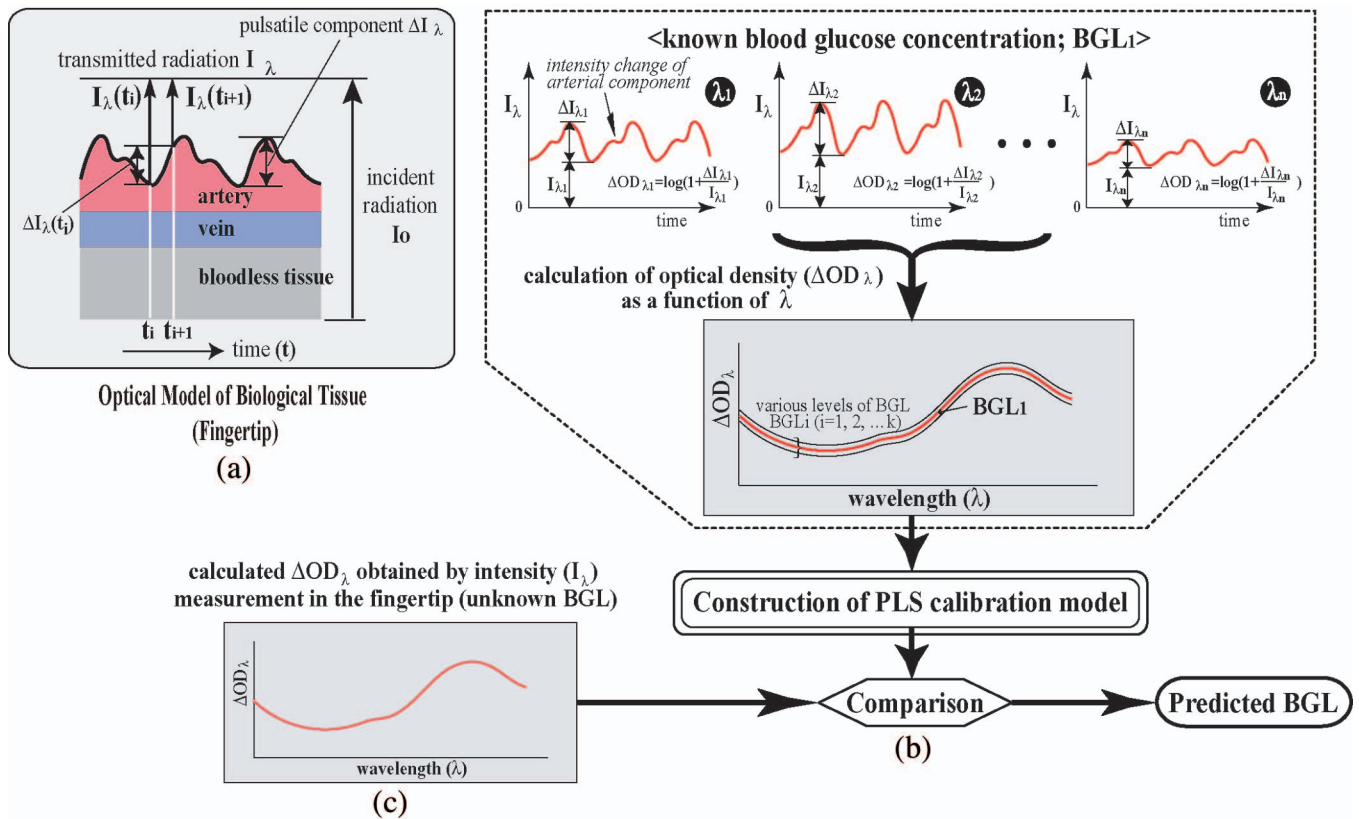 (a)
pulsatile component ΔI λ
transmitted radiation I λ
Iλ(ti) Iλ(ti+1)
incident
radiation
Io
ΔIλ(ti)
artery
vein
bloodless tissue
ti ti+1
time (t)
Optical Model of Biological Tissue
(Fingertip)
(a)
<known blood glucose concentration; BGL1>
intensity change of
arterial component
Iλ
ΔIλ1
λ1
Iλ1
ΔOD λ1=log(1+ΔIλ1/Iλ1)
0
time
Iλ
ΔIλ2
λ2
Iλ2
ΔOD λ2=log(1+ΔIλ2/Iλ2)
0
time
• • •
Iλ
ΔIλn
λn
Iλn
ΔOD λn=log(1+ΔIλn/Iλn)
0
time
calculation of optical density (ΔOD λ)
as a function of λ
ΔODλ
various levels of BGL
BGLi (i=1, 2, ...k)
BGL1
wavelength (λ)
Construction of PLS calibration model
Comparison
Predicted BGL
(b)
calculated ΔODλ obtained by intensity (Iλ)
measurement in the fingertip (unknown BGL)
ΔODλ
wavelength (λ)
(c)